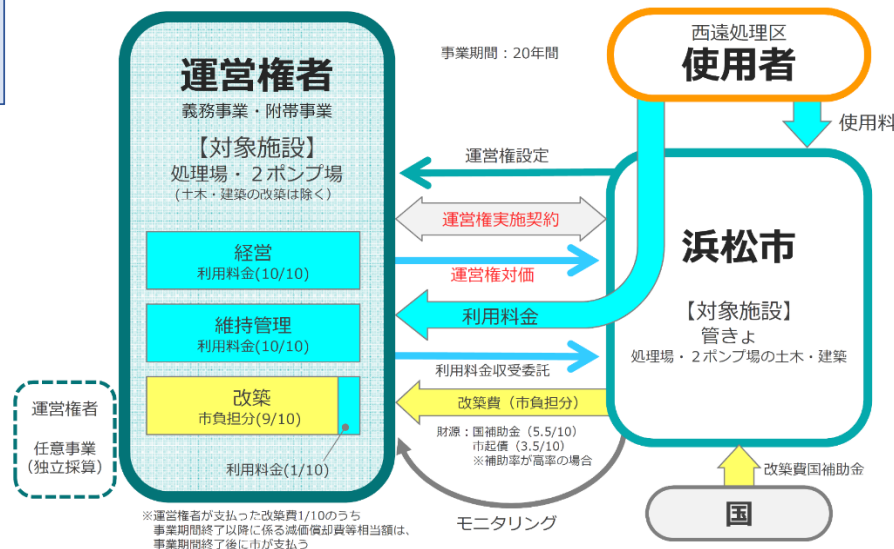 運営権者
義務事業・附帯事業
【対象施設】
処理場・２ポンプ場
(土木・建築の改築は除く)
経営
利用料金(10/10)
維持管理
利用料金(10/10)
改築
市負担分(9/10)
利用料金(1/10)
※運営権者が支払った改築費1/10のうち
事業期間終了以降に係る減価償却費等相当額は、
事業期間終了後に市が支払う
運営権者
任意事業
(独立採算)
事業期間：20年間
運営権設定
運営権実施契約
運営権対価
利用料金
利用料金収受委託
改築費（市負担分）
財源：国補助金（5.5/10）
市起債（3.5/10）
※補助率が高率の場合
モニタリング
西遠処理区
使用者
使用料
浜松市
【対象施設】
管きょ
処理場・２ポンプ場の土木・建築
改築費国補助金
国